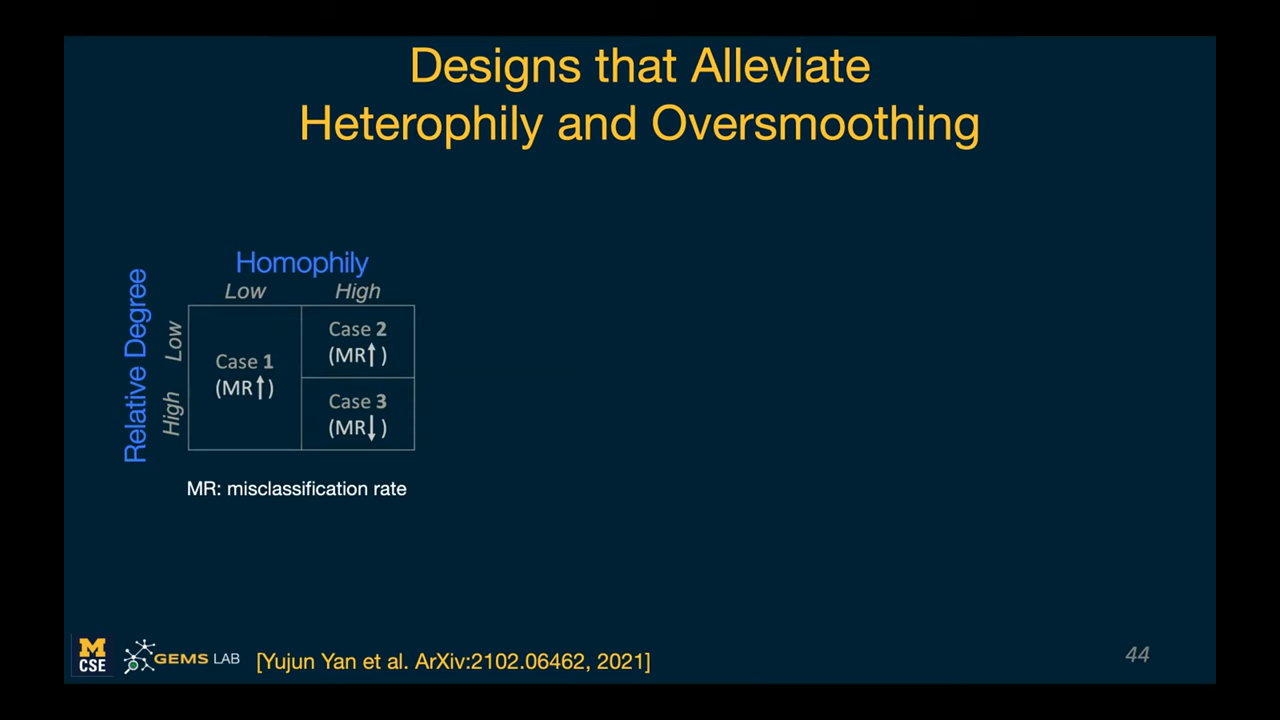 Designs that Alleviate
Heterophily and Oversmoothing
Homophily
Low High
Relative Degree
Low
High
Case 1
(MR↑)
Case 2
(MR↑)
Case 3
(MR↓)
MR: misclassification rate
M
CSE
GEMS LAB
[Yujun Yan et al. ArXiv:2102.06462, 2021]
44